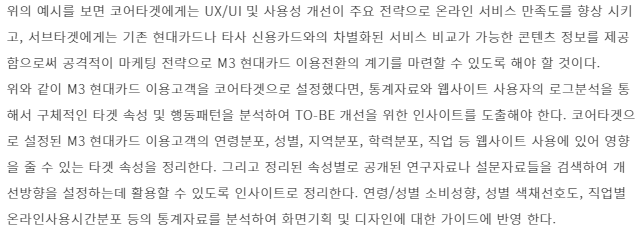 위의 예시를 보면 코어타겟에게는 UX/UI 및 사용성 개선이 주요 전략으로 온라인 서비스 만족도를 향상 시키
고, 서브타겟에게는 기존 현대카드나 타사 신용카드와의 차별화된 서비스 비교가 가능한 콘텐츠 정보를 제공
함으로써 공격적이 마케팅 전략으로 M3 현대카드 이용전환의 계기를 마련할 수 있도록 해야 할 것이다.
위와 같이 M3 현대카드 이용고객을 코어타겟으로 설정했다면, 통계자료와 웹사이트 사용자의 로그분석을 통
해서 구체적인 타겟 속성 및 행동패턴을 분석하여 TO-BE 개선을 위한 인사이트를 도출해야 한다. 코어타겟으
로 설정된 M3 현대카드 이용고객의 연령분포, 성별, 지역분포, 학력분포, 직업 등 웹사이트 사용에 있어 영향
을 줄 수 있는 타겟 속성을 정리한다. 그리고 정리된 속성별로 공개된 연구자료나 설문자료들을 검색하여 개
선방향을 설정하는데 활용할 수 있도록 인사이트로 정리한다. 연령/성별 소비성향, 성별 색채선호도, 직업별
온라인사용시간분포 등의 통계자료를 분석하여 화면기획 및 디자인에 대한 가이드에 반영 한다.